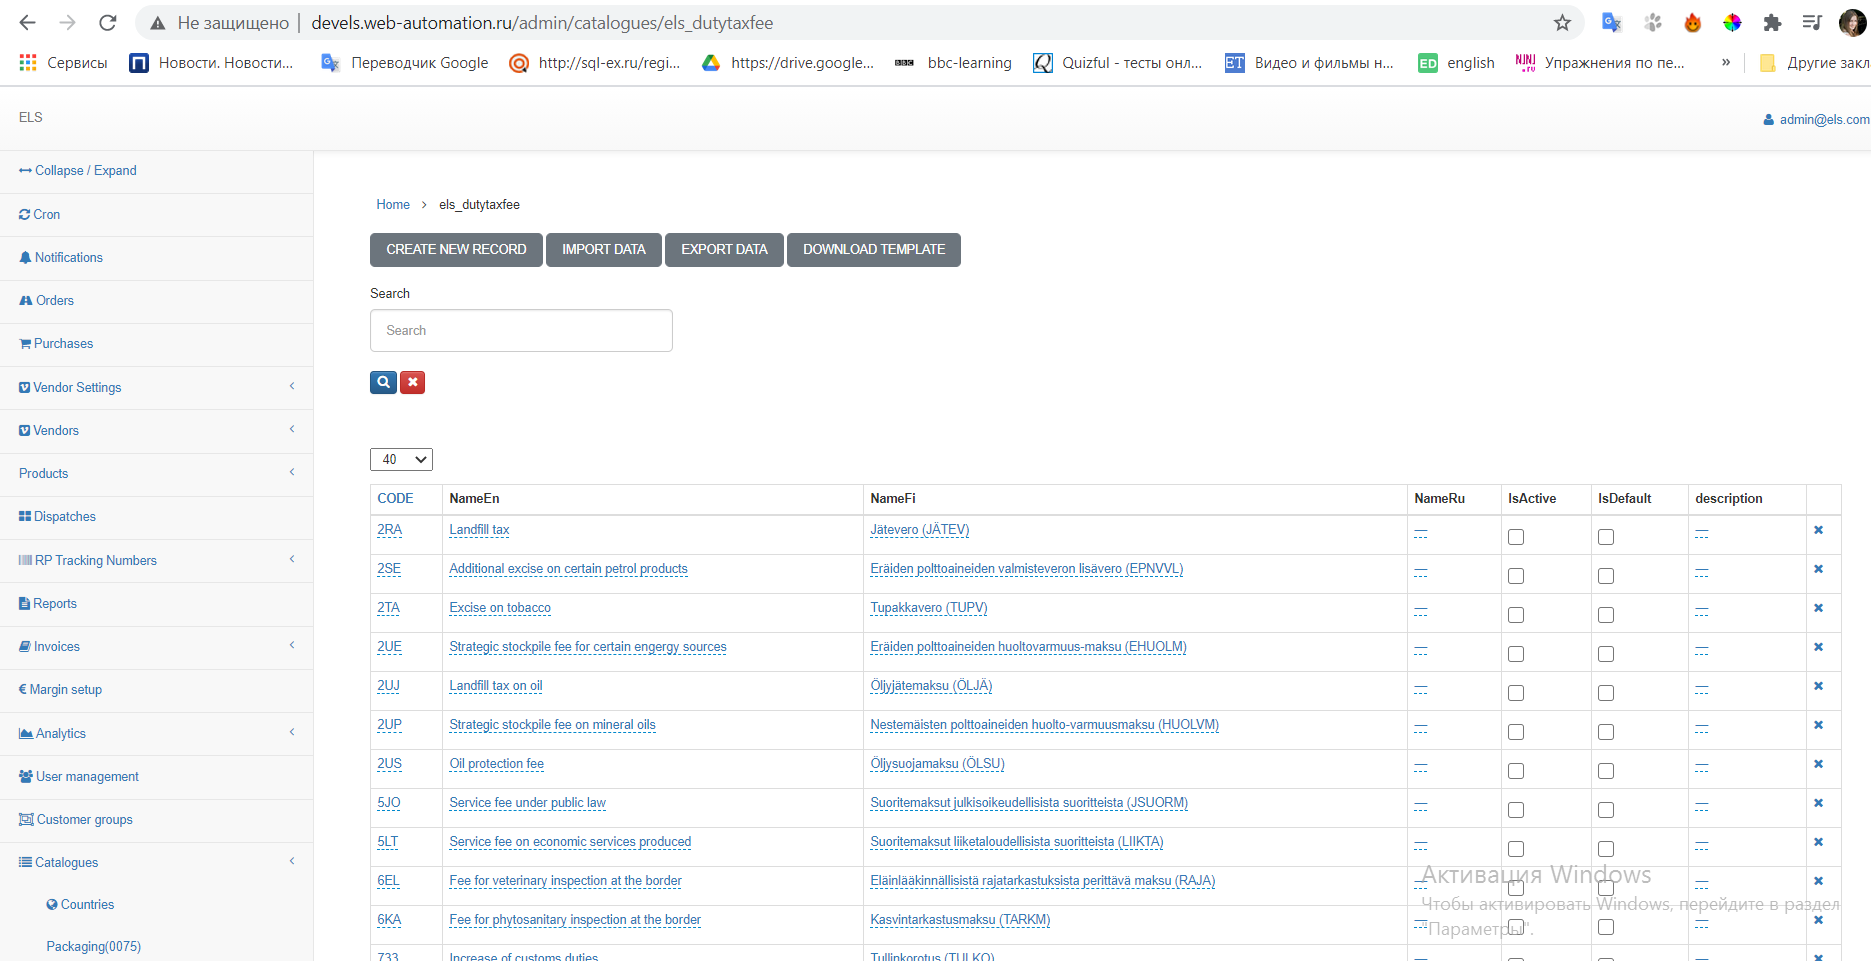 Не защищено | devels.web-automation.ru/admin/catalogues/els_dutytaxfee
Сервисы Новости. Новости... Переводчик Google http://sql-ex.ru/regi... https://drive.google... BBC bbc-learning Quizful - тесты онл... ET Видео и фильмы н... ED english NJNJ .ru Упражнения по пе... » Другие закл
ELS
admin@els.com
Collapse / Expand
Cron
Notifications
Orders
Purchases
Vendor Settings
Vendors
Products
Dispatches
RP Tracking Numbers
Reports
Invoices
€ Margin setup
Analytics
User management
Customer groups
Catalogues
Countries
Packaging(0075)
Home > els_dutytaxfee
CREATE NEW RECORD IMPORT DATA EXPORT DATA DOWNLOAD TEMPLATE
Search
Search
40
CODE NameEn NameFi NameRu IsActive IsDefault description
2RA Landfill tax Jätevero (JÄTEV) — —
2SE Additional excise on certain petrol products Eräiden polttoaineiden valmisteveron lisävero (EPNVVL) — —
2TA Excise on tobacco Tupakkavero (TUPV) — —
2UE Strategic stockpile fee for certain engergy sources Eräiden polttoaineiden huoltovarmuus-maksu (EHUOLM) — —
2UJ Landfill tax on oil Öljyjätemaksu (ÖLJÄ) — —
2UP Strategic stockpile fee on mineral oils Nestemäisten polttoaineiden huolto-varmuusmaksu (HUOLVM) — —
2US Oil protection fee Öljysuojamaksu (ÖLSU) — —
5JO Service fee under public law Suoritemaksut julkisoikeudellisista suoritteista (JSUORM) — —
5LT Service fee on economic services produced Suoritemaksut liiketaloudellisista suoritteista (LIIKTA) — —
6EL Fee for veterinary inspection at the border Eläinlääkinnällisistä rajatarkastuksista perittävä maksu (RAJA) — —
6KA Fee for phytosanitary inspection at the border Kasvintarkastusmaksu (TARKM) — —
733 Increase of customs duties Tullinkorotus (TULKO) — —
Активация Windows
Чтобы активировать Windows, перейдите в раздел
"Параметры".